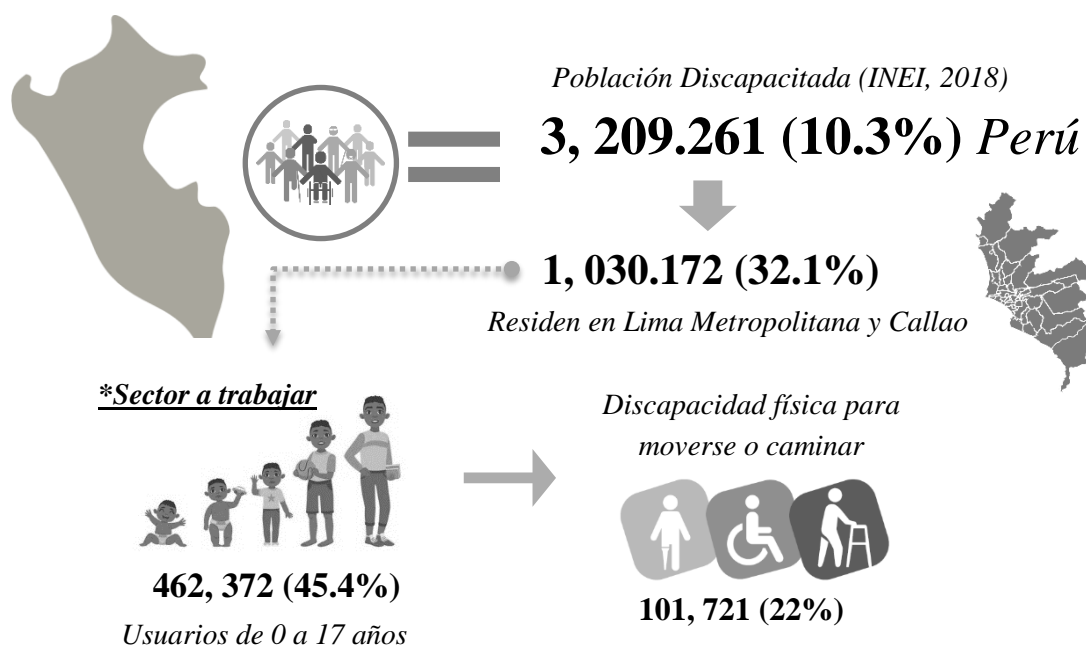 Población Discapacitada (INEI, 2018)
3, 209.261 (10.3%) Perú
1, 030.172 (32.1%)
Residen en Lima Metropolitana y Callao
*Sector a trabajar
462, 372 (45.4%)
Usuarios de 0 a 17 años
Discapacidad física para
moverse o caminar
101, 721 (22%)